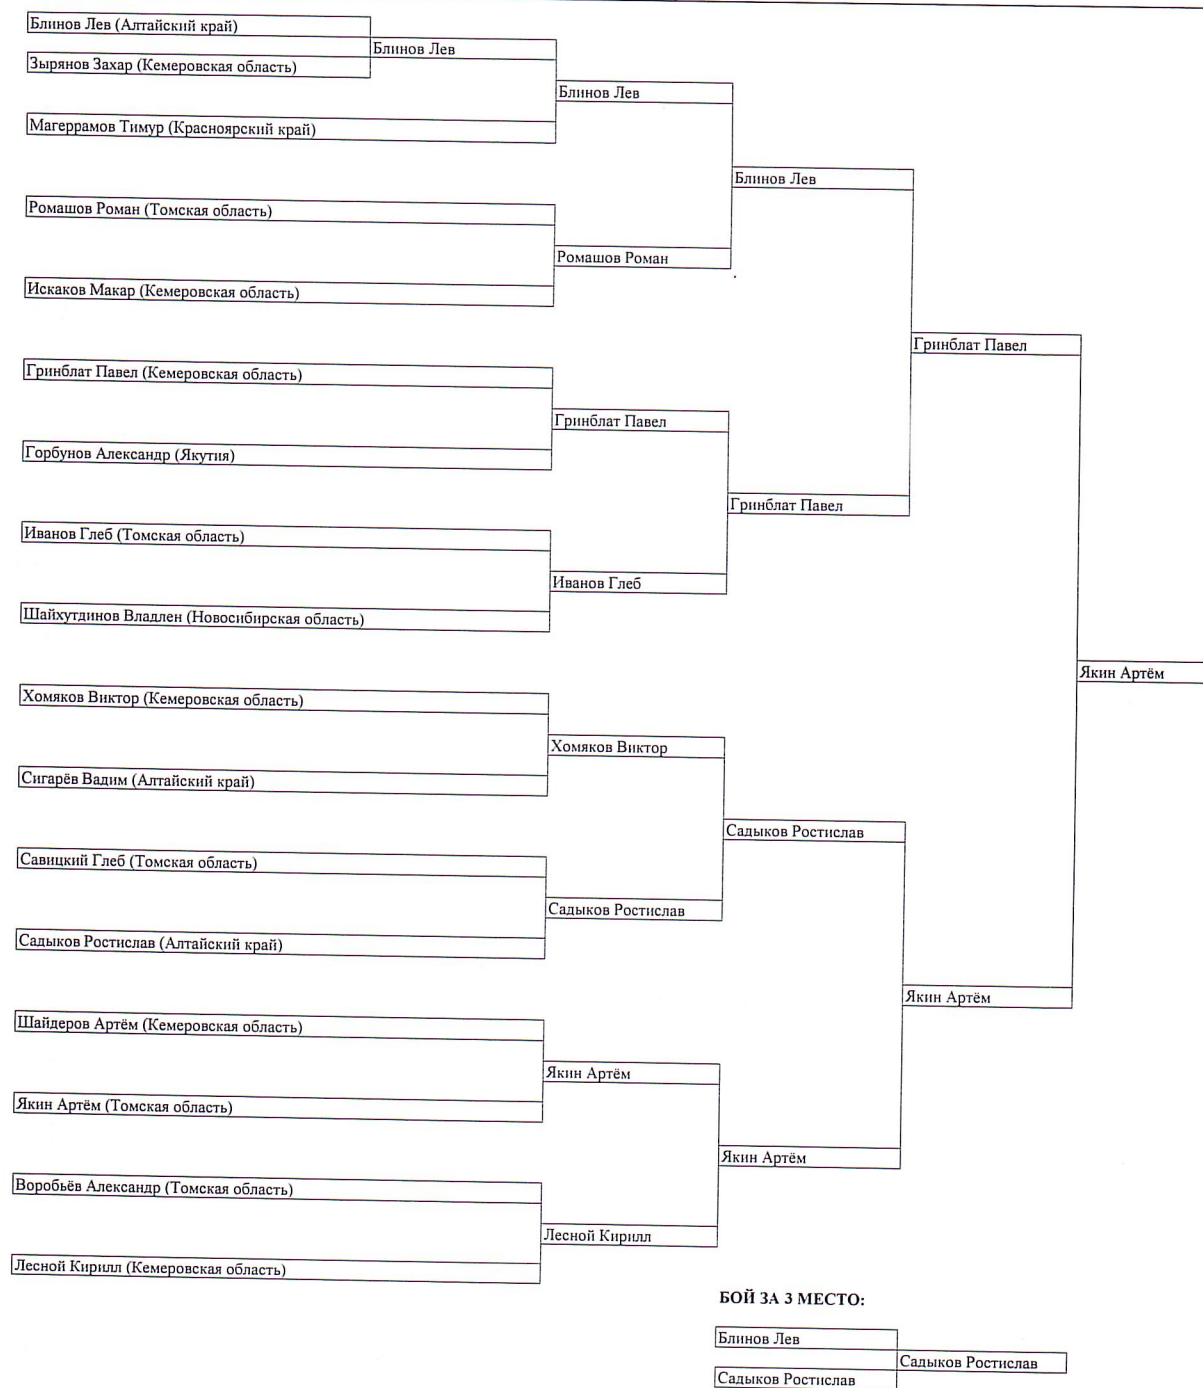 Блинов Лев (Алтайский край)
Блинов Лев
Зырянов Захар (Кемеровская область)
Блинов Лев
Магеррамов Тимур (Красноярский край)
Блинов Лев
Ромашов Роман (Томская область)
Ромашов Роман
Искаков Макар (Кемеровская область)
Гринблат Павел
Гринблат Павел (Кемеровская область)
Гринблат Павел
Горбунов Александр (Якутия)
Гринблат Павел
Иванов Глеб (Томская область)
Иванов Глеб
Шайхутдинов Владлен (Новосибирская область)
Якин Артём
Хомяков Виктор (Кемеровская область)
Хомяков Виктор
Сигарёв Вадим (Алтайский край)
Садыков Ростислав
Савицкий Глеб (Томская область)
Садыков Ростислав
Садыков Ростислав (Алтайский край)
Якин Артём
Шайдеров Артём (Кемеровская область)
Якин Артём
Якин Артём (Томская область)
Якин Артём
Воробьёв Александр (Томская область)
Лесной Кирилл
Лесной Кирилл (Кемеровская область)
БОЙ ЗА 3 МЕСТО:
Блинов Лев
Садыков Ростислав
Садыков Ростислав